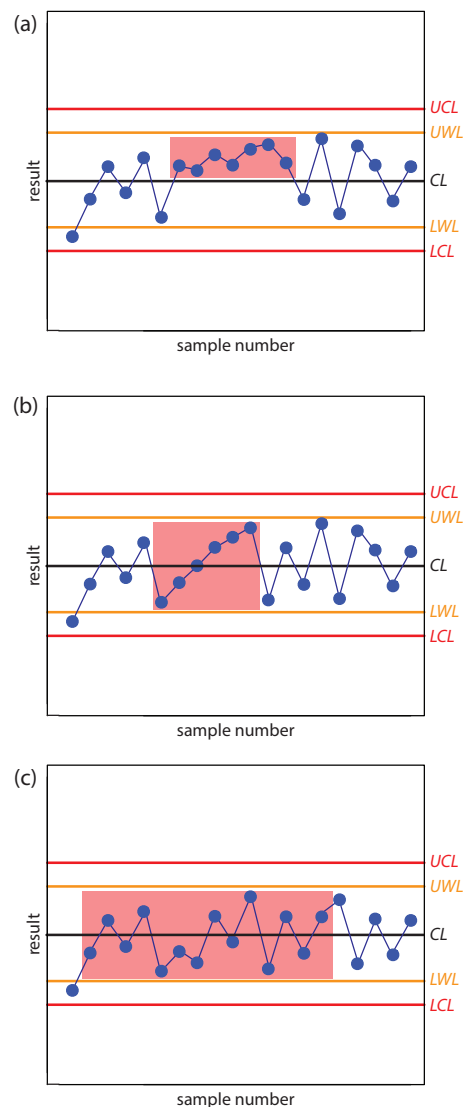 (a)
UCL
UWL
result
CL
LWL
LCL
sample number
(b)
UCL
UWL
result
CL
LWL
LCL
sample number
(c)
UCL
UWL
result
CL
LWL
LCL
sample number